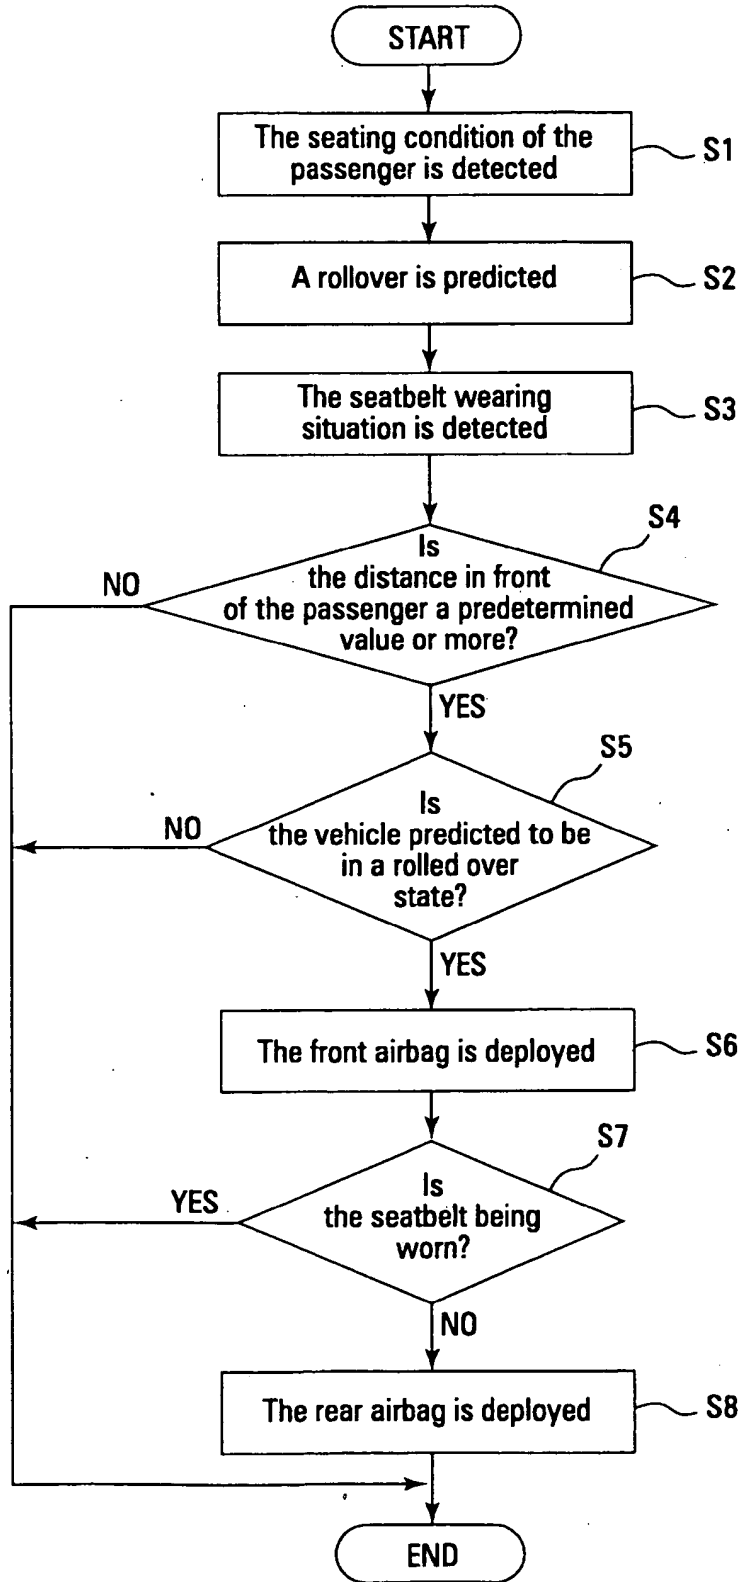 START
The seating condition of the
passenger is detected
S1
A rollover is predicted
S2
The seatbelt wearing
situation is detected
S3
S4
Is
the distance in front
of the passenger a predetermined
value or more?
NO
YES
S5
Is
the vehicle predicted to be
in a rolled over
state?
NO
YES
The front airbag is deployed
S6
S7
Is
the seatbelt being
worn?
YES
NO
The rear airbag is deployed
S8
END